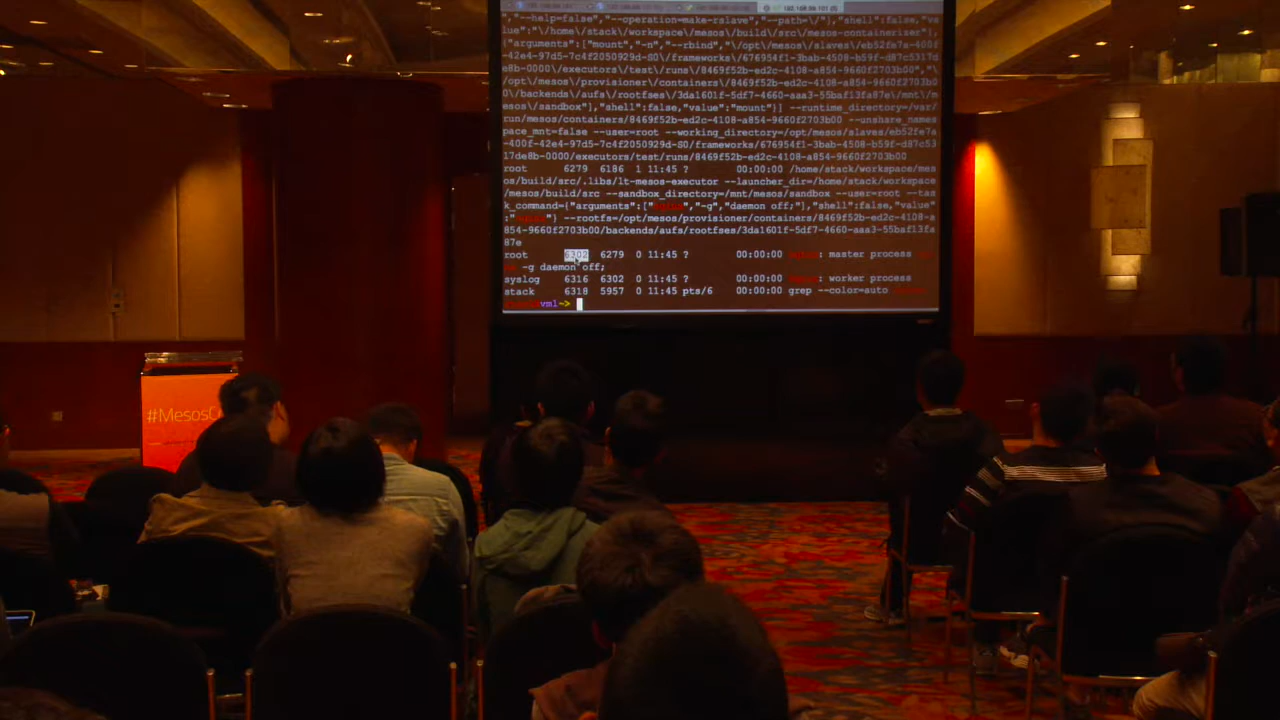 ","--help=false","--operation=make-rslave","--path=\/"],"shell":false,"va
lue":"\/home\/stack\/workspace\/mesos\/build\/src\/mesos-containerizer"},
{"arguments":["mount","-n","--rbind","\/opt\/mesos\/slaves\/eb52fe7a-400f
-42e4-97d5-7c4f2050929d-S0\/frameworks\/676954f1-3bab-4508-b59f-d87c5317d
e8b-0000\/executors\/test\/runs\/8469f52b-ed2c-4108-a854-9660f2703b00","\
/opt\/mesos\/provisioner\/containers\/8469f52b-ed2c-4108-a854-9660f2703b0
0\/backends\/aufs\/rootfses\/3da1601f-5df7-4660-aaa3-55baf13fa87e\/mnt\/m
esos\/sandbox"],"shell":false,"value":"mount"}] --runtime_directory=/var/
run/mesos/containers/8469f52b-ed2c-4108-a854-9660f2703b00 --unshare_names
pace_mnt=false --user=root --working_directory=/opt/mesos/slaves/eb52fe7a
-400f-42e4-97d5-7c4f2050929d-S0/frameworks/676954f1-3bab-4508-b59f-d87c53
17de8b-0000/executors/test/runs/8469f52b-ed2c-4108-a854-9660f2703b00
root 6279 6186 1 11:45 ? 00:00:00 /home/stack/workspace/mes
os/build/src/.libs/lt-mesos-executor --launcher_dir=/home/stack/workspace
/mesos/build/src --sandbox_directory=/mnt/mesos/sandbox --user=root --tas
k_command={"arguments":["nginx","-g","daemon off;"],"shell":false,"value"
:"nginx"} --rootfs=/opt/mesos/provisioner/containers/8469f52b-ed2c-4108-a
854-9660f2703b00/backends/aufs/rootfses/3da1601f-5df7-4660-aaa3-55baf13fa
87e
root 6302 6279 0 11:45 ? 00:00:00 nginx: master process
-g daemon off;
syslog 6316 6302 0 11:45 ? 00:00:00 nginx: worker process
stack 6318 5957 0 11:45 pts/6 00:00:00 grep --color=auto
vm1~>
#MesosC